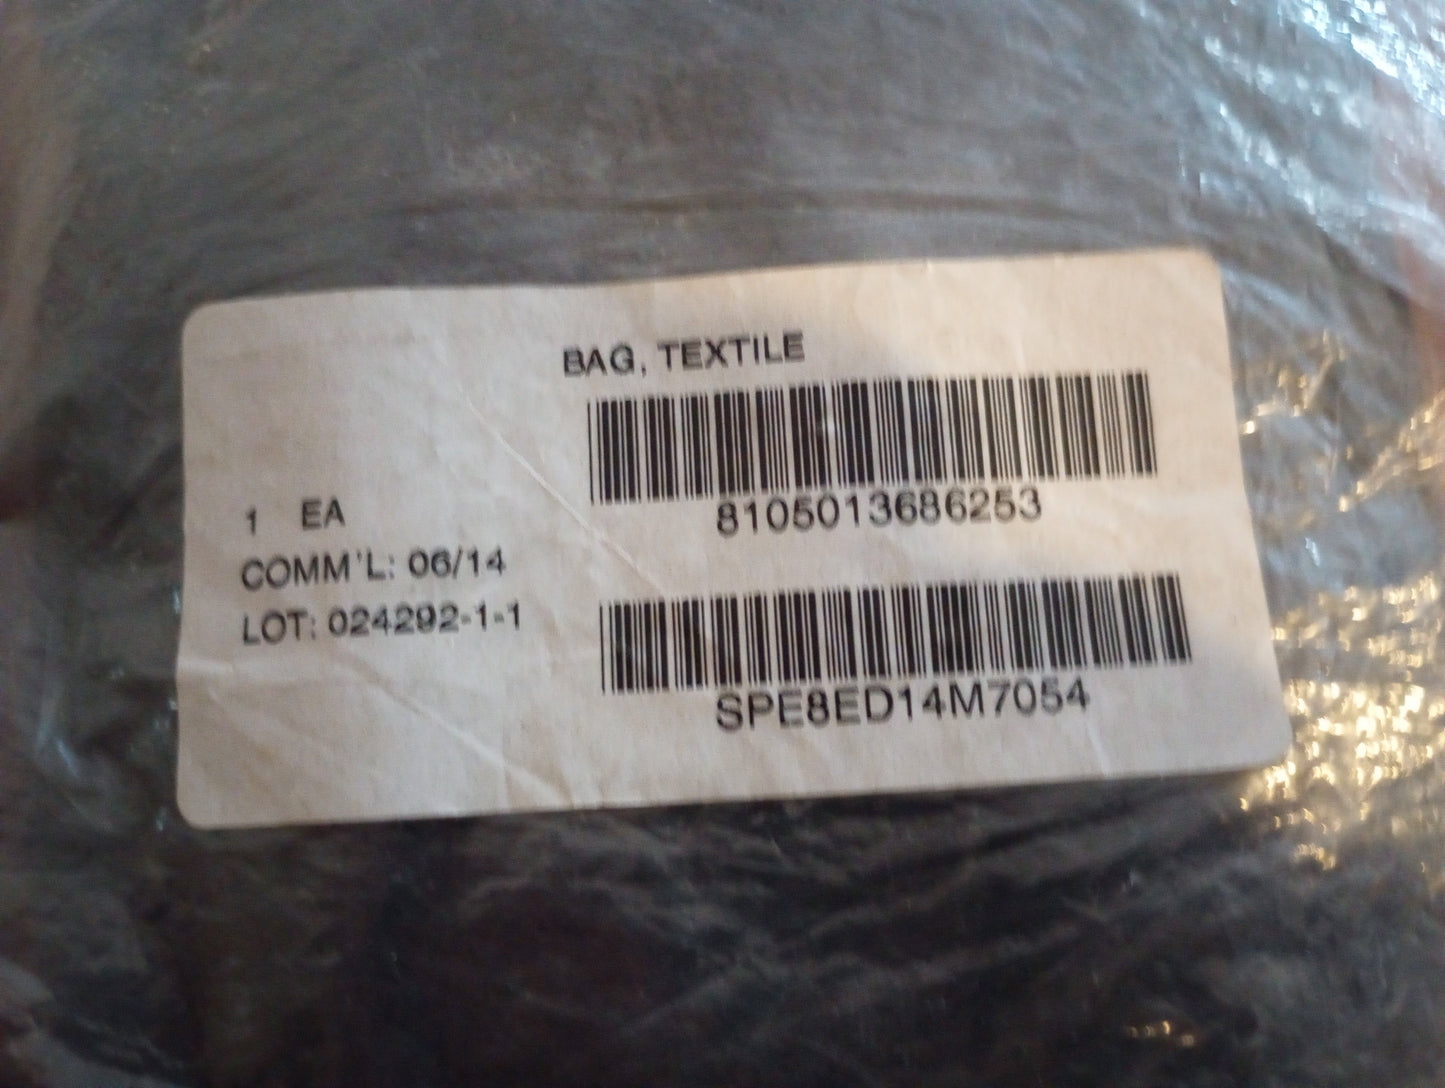 BAG, TEXTILE
8105013686253
1 EA
COMM'L: 06/14
LOT: 024292-1-1
SPE8ED14M7054